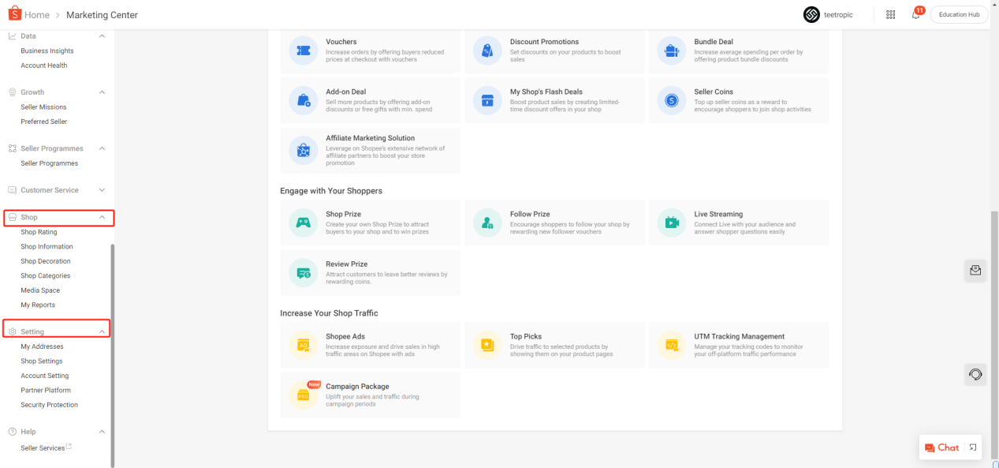 Home > Marketing Center
teetropic
11
Education Hub
Data
Business Insights
Account Health
Growth
Seller Missions
Preferred Seller
Seller Programmes
Seller Programmes
Customer Service
Shop
Shop Rating
Shop Information
Shop Decoration
Shop Categories
Media Space
My Reports
Setting
My Addresses
Shop Settings
Account Setting
Partner Platform
Security Protection
Help
Seller Services
Vouchers
Increase orders by offering buyers reduced
prices at checkout with vouchers
Discount Promotions
Set discounts on your products to boost
sales
Bundle Deal
Increase average spending per order by
offering product bundle discounts
Add-on Deal
Sell more products by offering add-on
discounts or free gifts with min. spend
My Shop's Flash Deals
Boost product sales by creating limited-
time discount offers in your shop
Seller Coins
Top up seller coins as a reward to
encourage shoppers to join shop activities
Affiliate Marketing Solution
Leverage on Shopee's extensive network of
affiliate partners to boost your store
promotion
Engage with Your Shoppers
Shop Prize
Create your own Shop Prize to attract
buyers to your shop and to win prizes
Follow Prize
Encourage shoppers to follow your shop by
rewarding new follower vouchers
Live Streaming
Connect Live with your audience and
answer shopper questions easily
Review Prize
Attract customers to leave better reviews by
rewarding coins.
Increase Your Shop Traffic
Shopee Ads
Increase exposure and drive sales in high
traffic areas on Shopee with ads
Top Picks
Drive traffic to selected products by
showing them on your product pages
UTM Tracking Management
Manage your tracking codes to monitor
your off-platform traffic performance
New
Campaign Package
Uplift your sales and traffic during
campaign periods
Chat